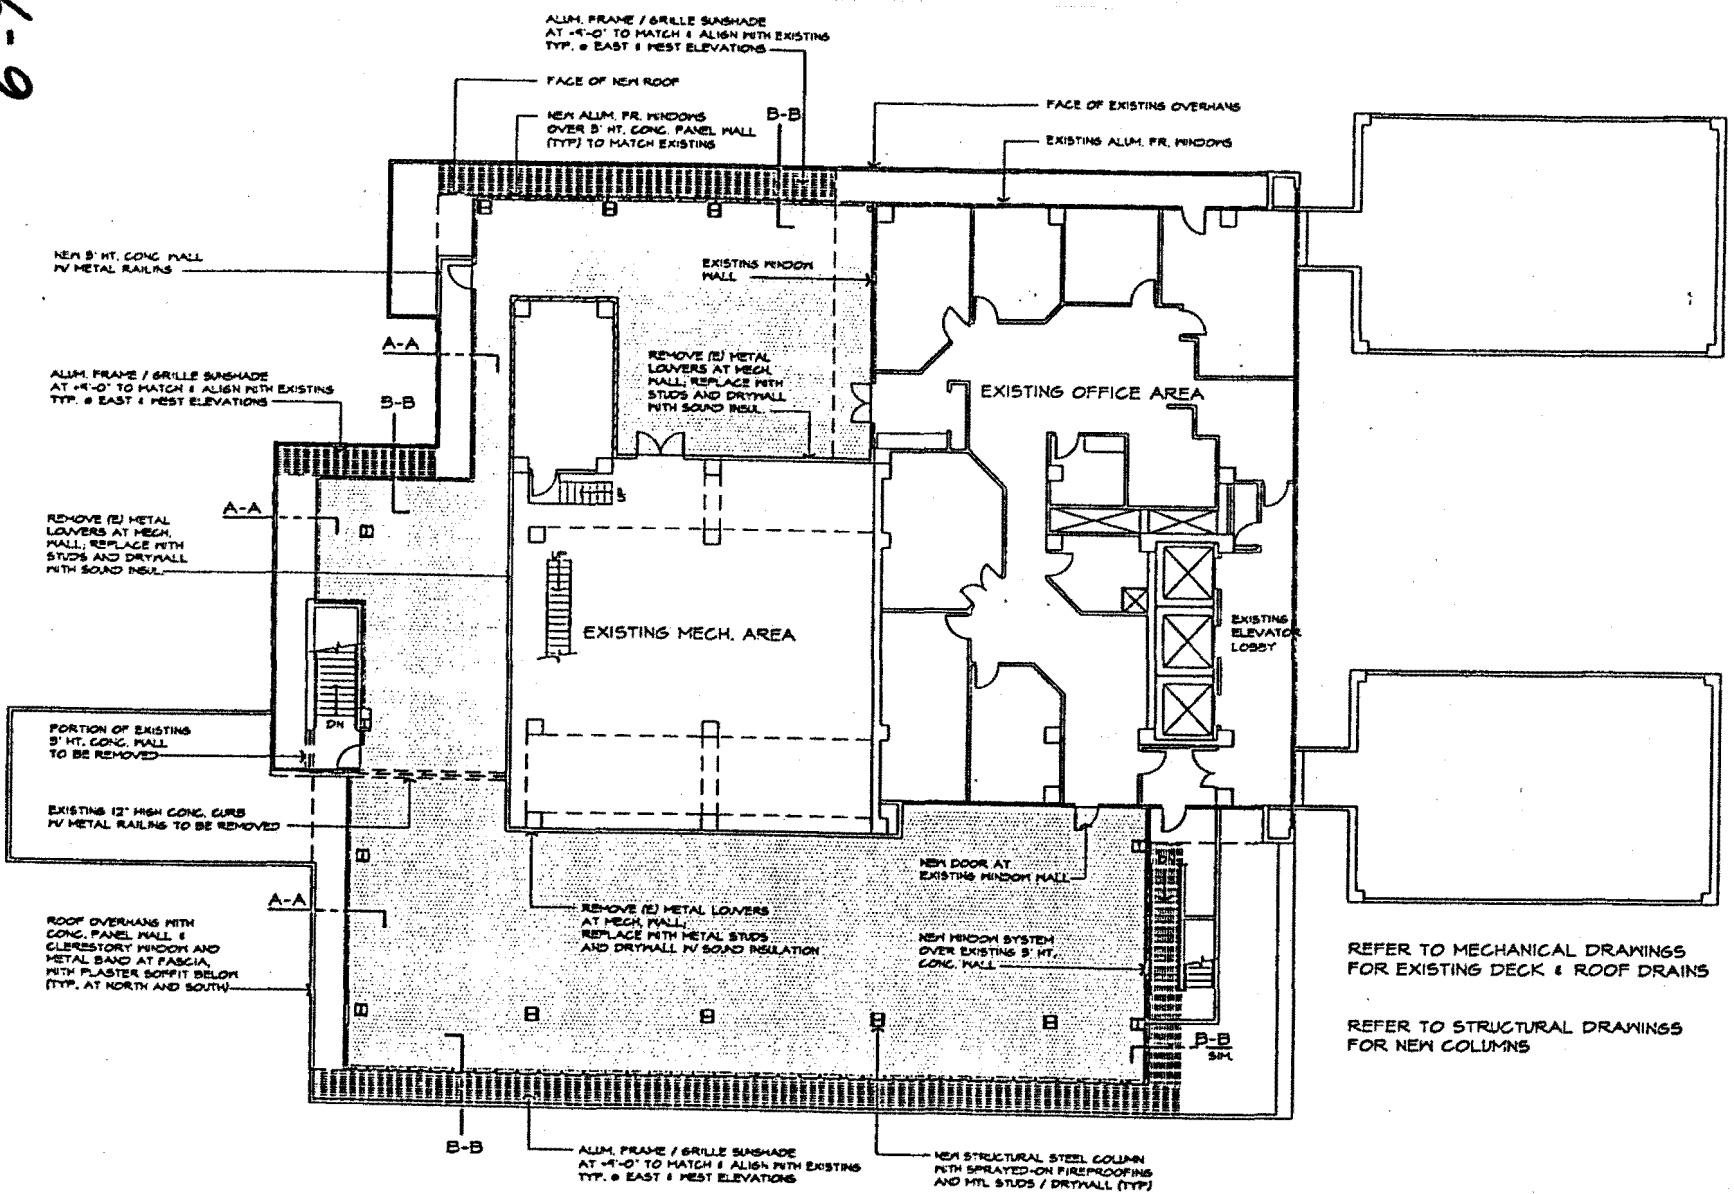 6-7
ALUM. FRAME / GRILLE SUNSHADE
AT +9'-0" TO MATCH & ALIGN WITH EXISTING
TYP. @ EAST & WEST ELEVATIONS
FACE OF NEW ROOF
NEW ALUM. FR. WINDOWS
OVER 3' HT. CONC. PANEL WALL
(TYP) TO MATCH EXISTING
B-B
FACE OF EXISTING OVERHANG
EXISTING ALUM. FR. WINDOWS
NEW 3' HT. CONC. WALL
W/ METAL RAILING
EXISTING WINDOW
WALL
A-A
ALUM. FRAME / GRILLE SUNSHADE
AT +9'-0" TO MATCH & ALIGN WITH EXISTING
TYP. @ EAST & WEST ELEVATIONS
B-B
REMOVE (E) METAL
LOUVERS AT MECH.
WALL; REPLACE WITH
STUDS AND DRYWALL
WITH SOUND INSUL.
EXISTING OFFICE AREA
A-A
REMOVE (E) METAL
LOUVERS AT MECH.
WALL; REPLACE WITH
STUDS AND DRYWALL
WITH SOUND INSUL.
EXISTING MECH. AREA
EXISTING
ELEVATOR
LOBBY
DN
PORTION OF EXISTING
3' HT. CONC. WALL
TO BE REMOVED
EXISTING 12" HIGH CONC. CURB
W/ METAL RAILING TO BE REMOVED
NEW DOOR AT
EXISTING WINDOW WALL
A-A
REMOVE (E) METAL LOUVERS
AT MECH. WALL,
REPLACE WITH METAL STUDS
AND DRYWALL W/ SOUND INSULATION
ROOF OVERHANG WITH
CONC. PANEL WALL &
CLERESTORY WINDOW AND
METAL BAND AT FASCIA,
WITH PLASTER SOFFIT BELOW
(TYP. AT NORTH AND SOUTH)
NEW WINDOW SYSTEM
OVER EXISTING 3' HT.
CONC. WALL
REFER TO MECHANICAL DRAWINGS
FOR EXISTING DECK & ROOF DRAINS
REFER TO STRUCTURAL DRAWINGS
FOR NEW COLUMNS
B-B
SIM.
B-B
ALUM. FRAME / GRILLE SUNSHADE
AT +9'-0" TO MATCH & ALIGN WITH EXISTING
TYP. @ EAST & WEST ELEVATIONS
NEW STRUCTURAL STEEL COLUMN
WITH SPRAYED-ON FIREPROOFING
AND MTL STUDS / DRYWALL (TYP)